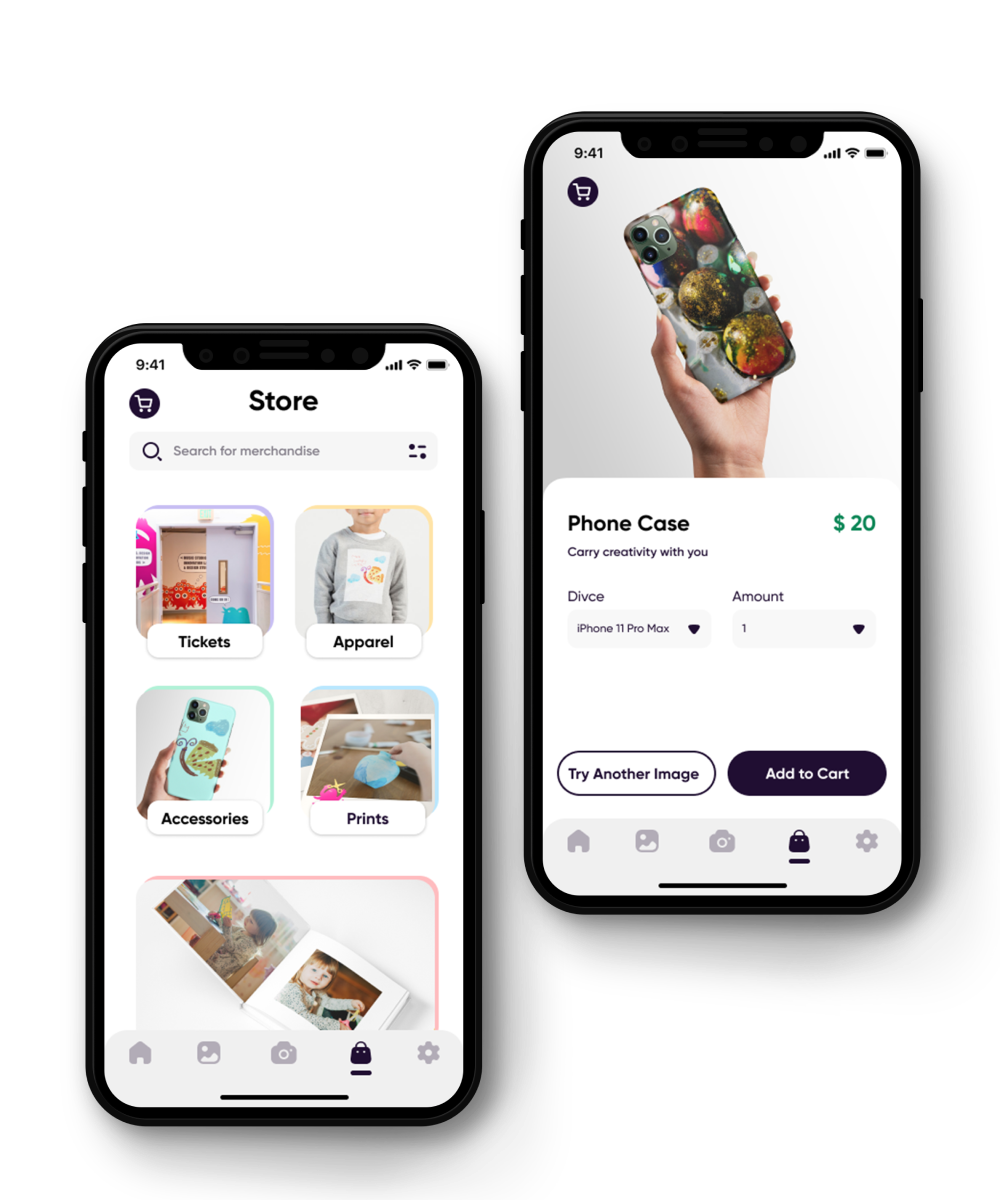 9:41
Store
Search for merchandise
Tickets
Apparel
Accessories
Prints
9:41
Phone Case
$ 20
Carry creativity with you
Divce
Amount
iPhone 11 Pro Max
1
Try Another Image
Add to Cart